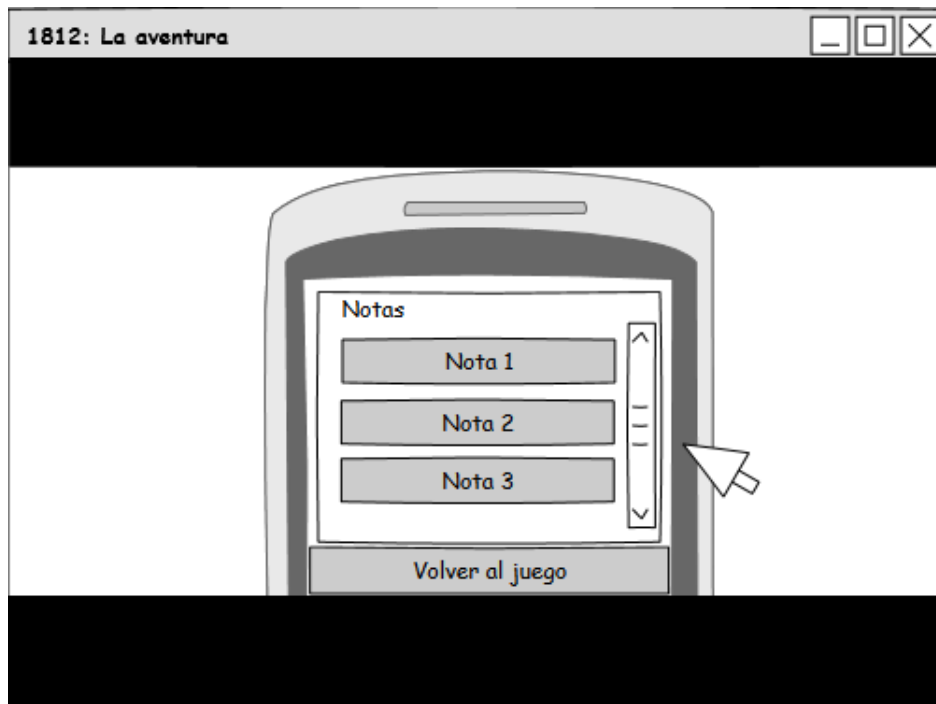 1812: La aventura
Notas
Nota 1
Nota 2
Nota 3
Volver al juego